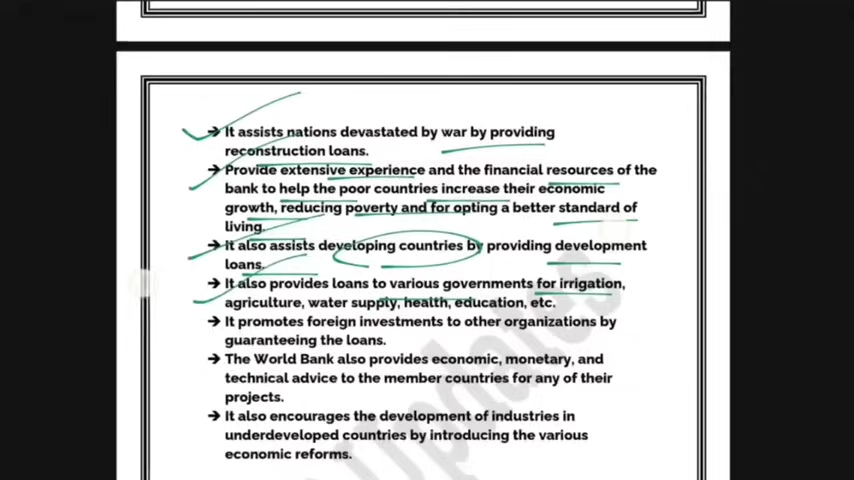 → It assists nations devastated by war by providing
reconstruction loans.
→ Provide extensive experience and the financial resources of the
bank to help the poor countries increase their economic
growth, reducing poverty and for opting a better standard of
living.
→ It also assists developing countries by providing development
loans.
→ It also provides loans to various governments for irrigation,
agriculture, water supply, health, education, etc.
→ It promotes foreign investments to other organizations by
guaranteeing the loans.
→ The World Bank also provides economic, monetary, and
technical advice to the member countries for any of their
projects.
→ It also encourages the development of industries in
underdeveloped countries by introducing the various
economic reforms.
Updates